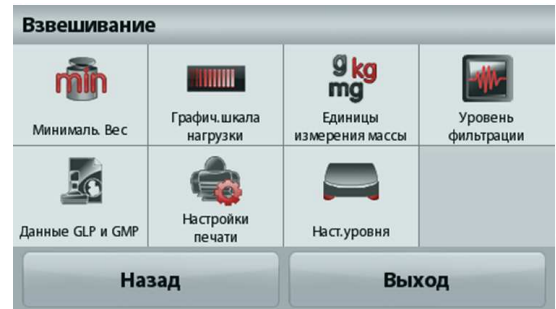 Взвешивание
min
g kg
mg
Минималь. Вес
Графич.шкала
нагрузки
Единицы
измерения массы
Уровень
фильтрации
Данные GLP и GMP
Настройки
печати
Наст.уровня
Назад
Выход